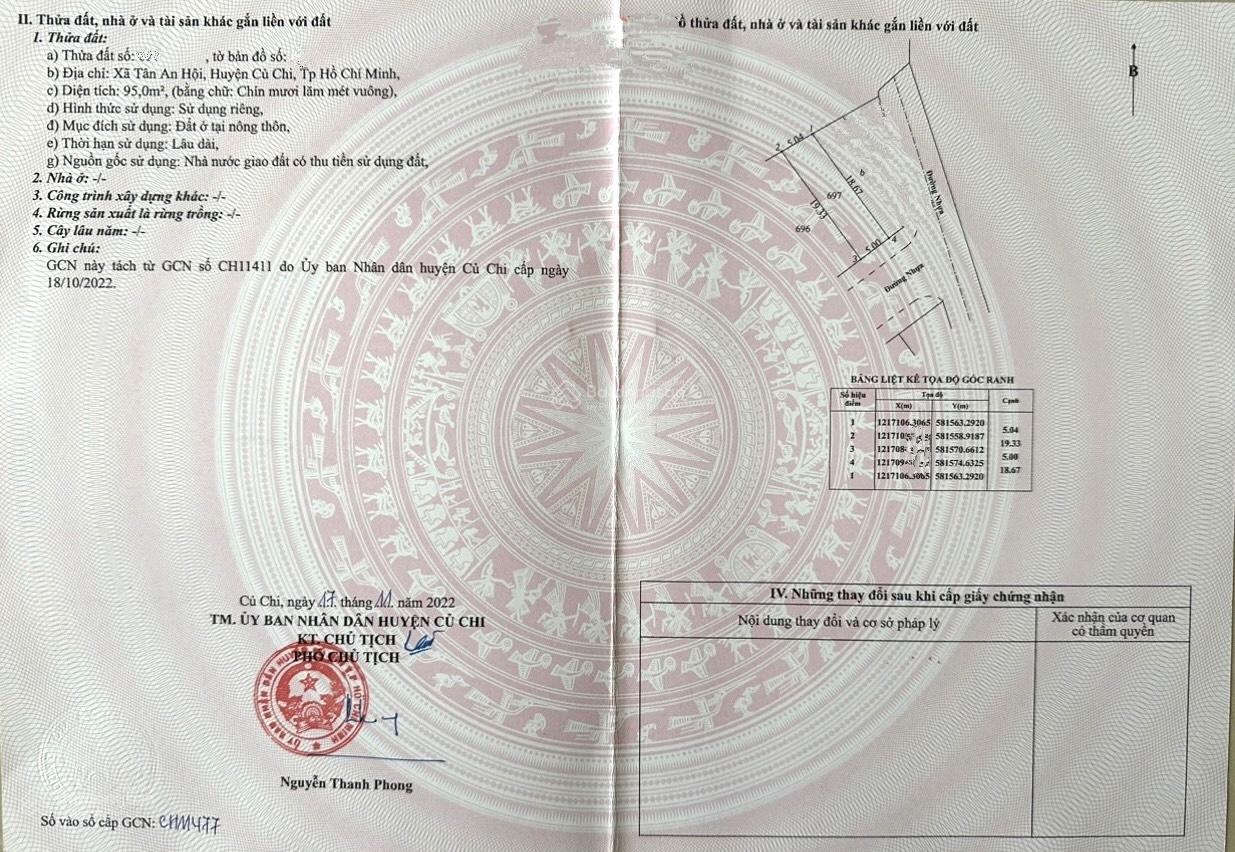 II. Thửa đất, nhà ở và tài sản khác gắn liền với đất
1. Thửa đất:
a) Thửa đất số: , tờ bản đồ số:
b) Địa chỉ: Xã Tân An Hội, Huyện Củ Chi, Tp Hồ Chí Minh,
c) Diện tích: 95,0m², (bằng chữ: Chín mươi lăm mét vuông),
d) Hình thức sử dụng: Sử dụng riêng,
đ) Mục đích sử dụng: Đất ở tại nông thôn,
e) Thời hạn sử dụng: Lâu dài,
g) Nguồn gốc sử dụng: Nhà nước giao đất có thu tiền sử dụng đất,
2. Nhà ở: -/-
3. Công trình xây dựng khác: -/-
4. Rừng sản xuất là rừng trồng: -/-
5. Cây lâu năm: -/-
6. Ghi chú:
GCN này tách từ GCN số CH11411 do Ủy ban Nhân dân huyện Củ Chi cấp ngày
18/10/2022.
Củ Chi, ngày 17 tháng 11 năm 2022
TM. ỦY BAN NHÂN DÂN HUYỆN CỦ CHI
KT. CHỦ TỊCH
PHÓ CHỦ TỊCH
Nguyễn Thanh Phong
Số vào sổ cấp GCN: CH11477
thửa đất, nhà ở và tài sản khác gắn liền với đất
B
2 5.04 1
b
18.67
697
19.33
696
3 5.00 4
Đường Nhựa
Đường Nhựa
BẢNG LIỆT KÊ TỌA ĐỘ GÓC RANH
Số hiệu điểm Tọa độ Cạnh
X(m) Y(m)
1 1217106.3065 581563.2920
5.04
2 581558.9187
19.33
3 581570.6612
5.00
4 581574.6325
18.67
1 1217106.3065 581563.2920
IV. Những thay đổi sau khi cấp giấy chứng nhận
Nội dung thay đổi và cơ sở pháp lý
Xác nhận của cơ quan
có thẩm quyền